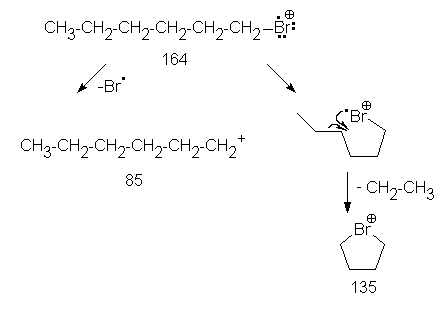 CH₃-CH₂-CH₂-CH₂-CH₂-CH₂-Br⊕
164
-Br•
•Br⊕
CH₃-CH₂-CH₂-CH₂-CH₂-CH₂⁺
85
- CH₂-CH₃
Br⊕
135